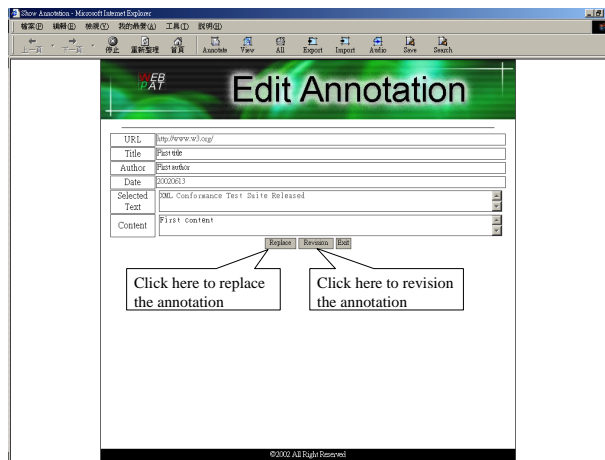 Show Annotation - Microsoft Internet Explorer
檔案(F) 編輯(E) 檢視(V) 我的最愛(A) 工具(T) 說明(H)
上一頁 下一頁 停止 重新整理 首頁 Annotate View All Export Import Audio Save Search
WEB
PAT
Edit Annotation
URL http://www.w3.org/
Title First title
Author First author
Date 20020613
Selected Text XML Conformance Test Suite Released
Content First Content
Replace Revision Exit
Click here to replace
the annotation
Click here to revision
the annotation
©2002 All Right Reserved